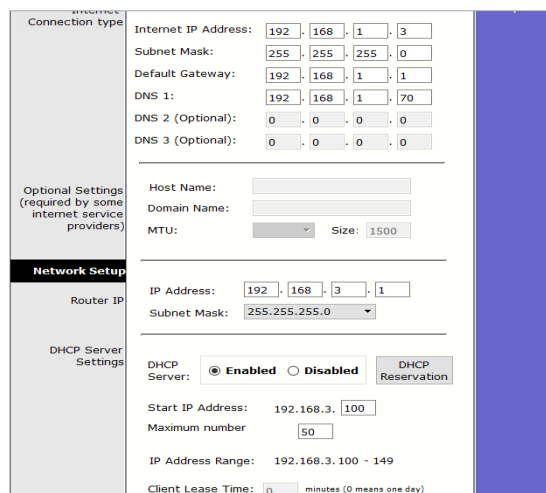 Internet
Connection type
Internet IP Address: 192 . 168 . 1 . 3
Subnet Mask: 255 . 255 . 255 . 0
Default Gateway: 192 . 168 . 1 . 1
DNS 1: 192 . 168 . 1 . 70
DNS 2 (Optional): 0 . 0 . 0 . 0
DNS 3 (Optional): 0 . 0 . 0 . 0
Optional Settings
(required by some
internet service
providers)
Host Name:
Domain Name:
MTU: Size: 1500
Network Setup
Router IP
IP Address: 192 . 168 . 3 . 1
Subnet Mask: 255.255.255.0
DHCP Server
Settings
DHCP
Server: Enabled Disabled
DHCP
Reservation
Start IP Address: 192.168.3. 100
Maximum number 50
IP Address Range: 192.168.3.100 - 149
Client Lease Time: 0 minutes (0 means one day)